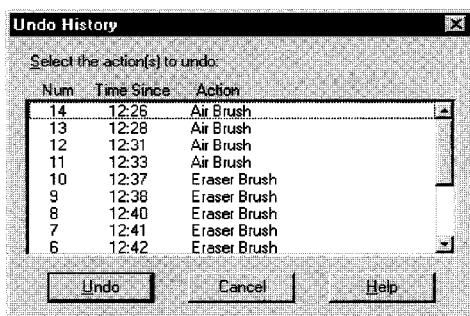 Undo History
Select the action(s) to undo:
Num Time Since Action
14 12:26 Air Brush
13 12:28 Air Brush
12 12:31 Air Brush
11 12:33 Air Brush
10 12:37 Eraser Brush
9 12:38 Eraser Brush
8 12:40 Eraser Brush
7 12:41 Eraser Brush
6 12:42 Eraser Brush
Undo Cancel Help